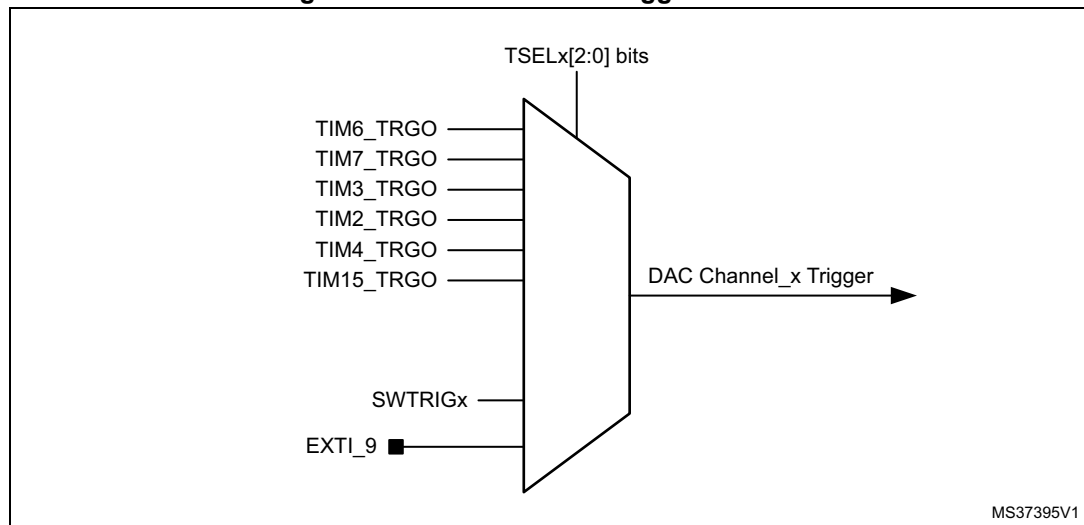 TSELx[2:0] bits
TIM6_TRGO
TIM7_TRGO
TIM3_TRGO
TIM2_TRGO
TIM4_TRGO
TIM15_TRGO
DAC Channel_x Trigger
SWTRIGx
EXTI_9
MS37395V1